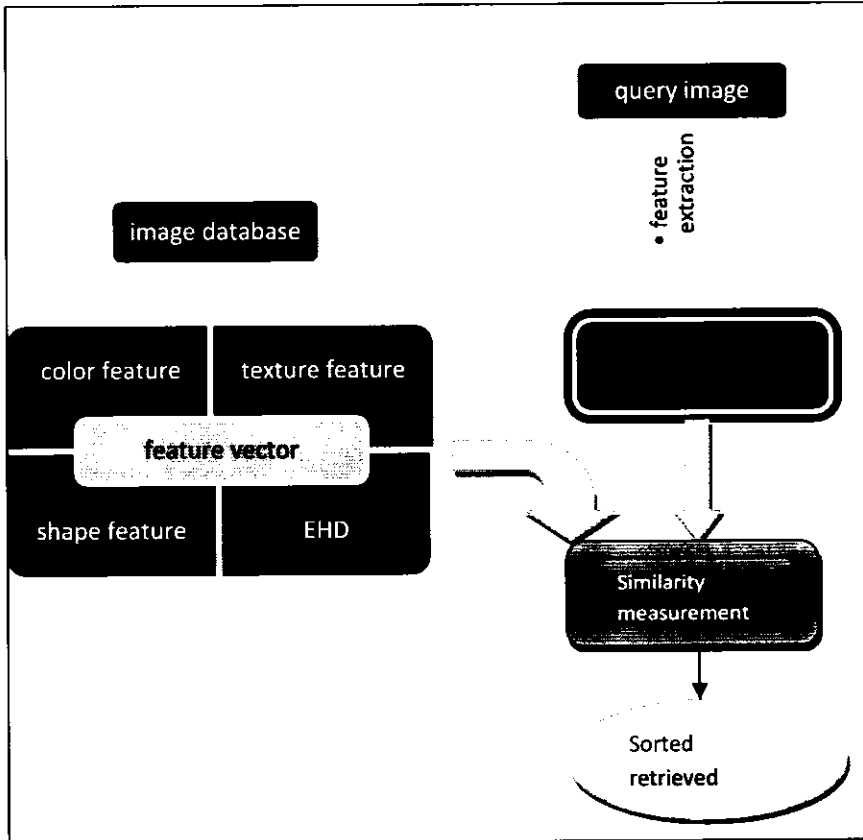 query image
• feature
extraction
image database
color feature
texture feature
feature vector
shape feature
EHD
Similarity
measurement
Sorted
retrieved